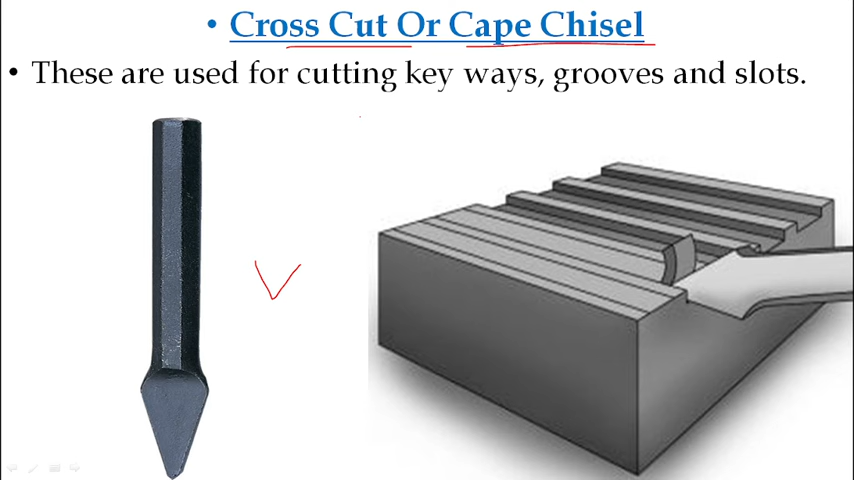 • Cross Cut Or Cape Chisel
• These are used for cutting key ways, grooves and slots.